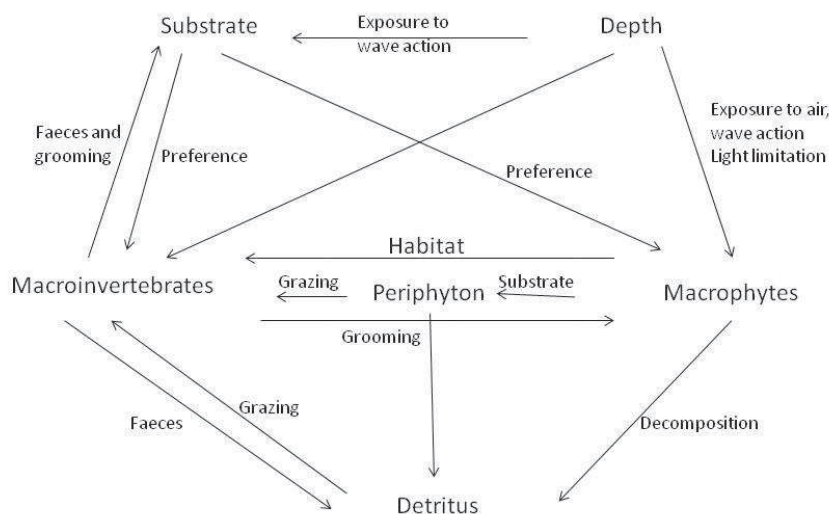 Substrate
Exposure to
wave action
Depth
Faeces and
grooming
Preference
Preference
Exposure to air,
wave action
Light limitation
Habitat
Macroinvertebrates
Grazing
Periphyton
Substrate
Macrophytes
Grooming
Faeces
Grazing
Decomposition
Detritus